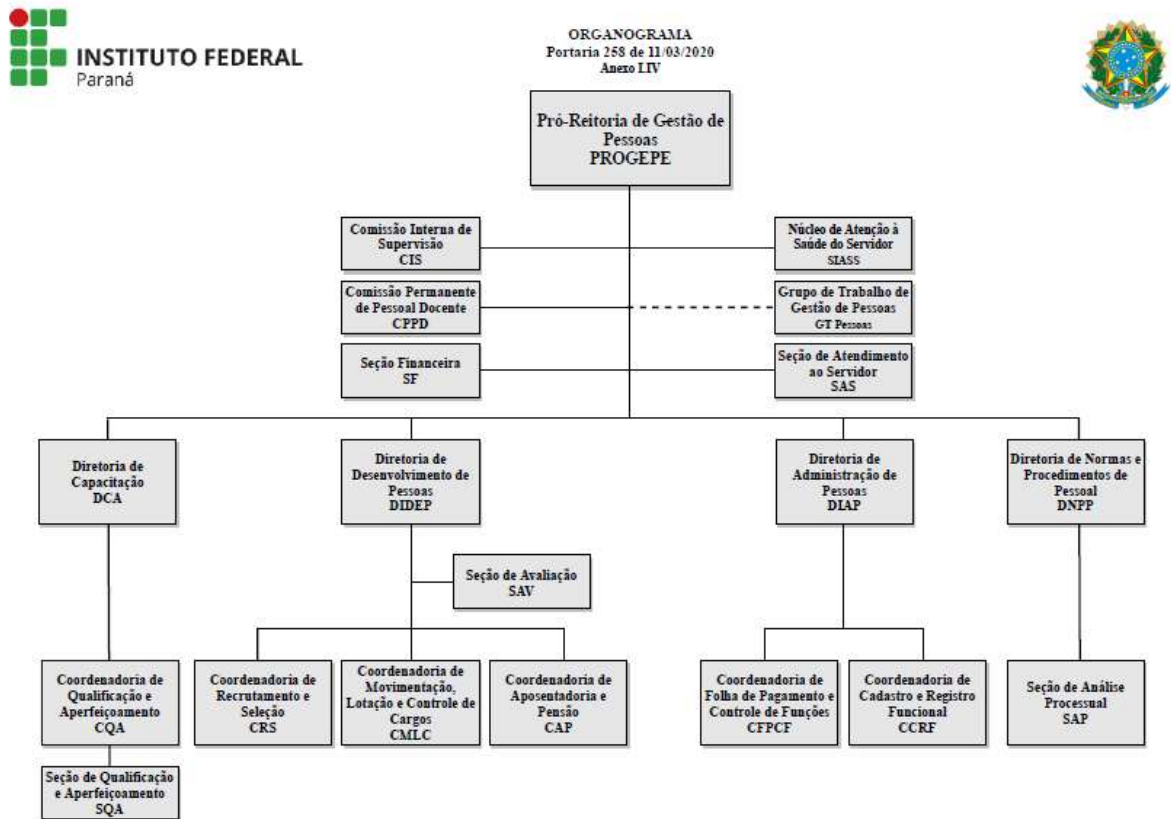 INSTITUTO FEDERAL
Paraná
ORGANOGRAMA
Portaria 258 de 11/03/2020
Anexo LIV
Pró-Reitoria de Gestão de
Pessoas
PROGEPE
Comissão Interna de
Supervisão
CIS
Núcleo de Atenção à
Saúde do Servidor
SIASS
Comissão Permanente
de Pessoal Docente
CPPD
Grupo de Trabalho de
Gestão de Pessoas
GT Pessoas
Seção Financeira
SF
Seção de Atendimento
ao Servidor
SAS
Diretoria de
Capacitação
DCA
Diretoria de
Desenvolvimento de
Pessoas
DIDEP
Diretoria de
Administração de
Pessoas
DIAP
Diretoria de Normas e
Procedimentos de
Pessoal
DNPP
Seção de Avaliação
SAV
Coordenadoria de
Qualificação e
Aperfeiçoamento
CQA
Coordenadoria de
Recrutamento e
Seleção
CRS
Coordenadoria de
Movimentação,
Lotação e Controle de
Cargos
CMLC
Coordenadoria de
Aposentadoria e
Pensão
CAP
Coordenadoria de
Folha de Pagamento e
Controle de Funções
CFPCF
Coordenadoria de
Cadastro e Registro
Funcional
CCRF
Seção de Análise
Processual
SAP
Seção de Qualificação
e Aperfeiçoamento
SQA